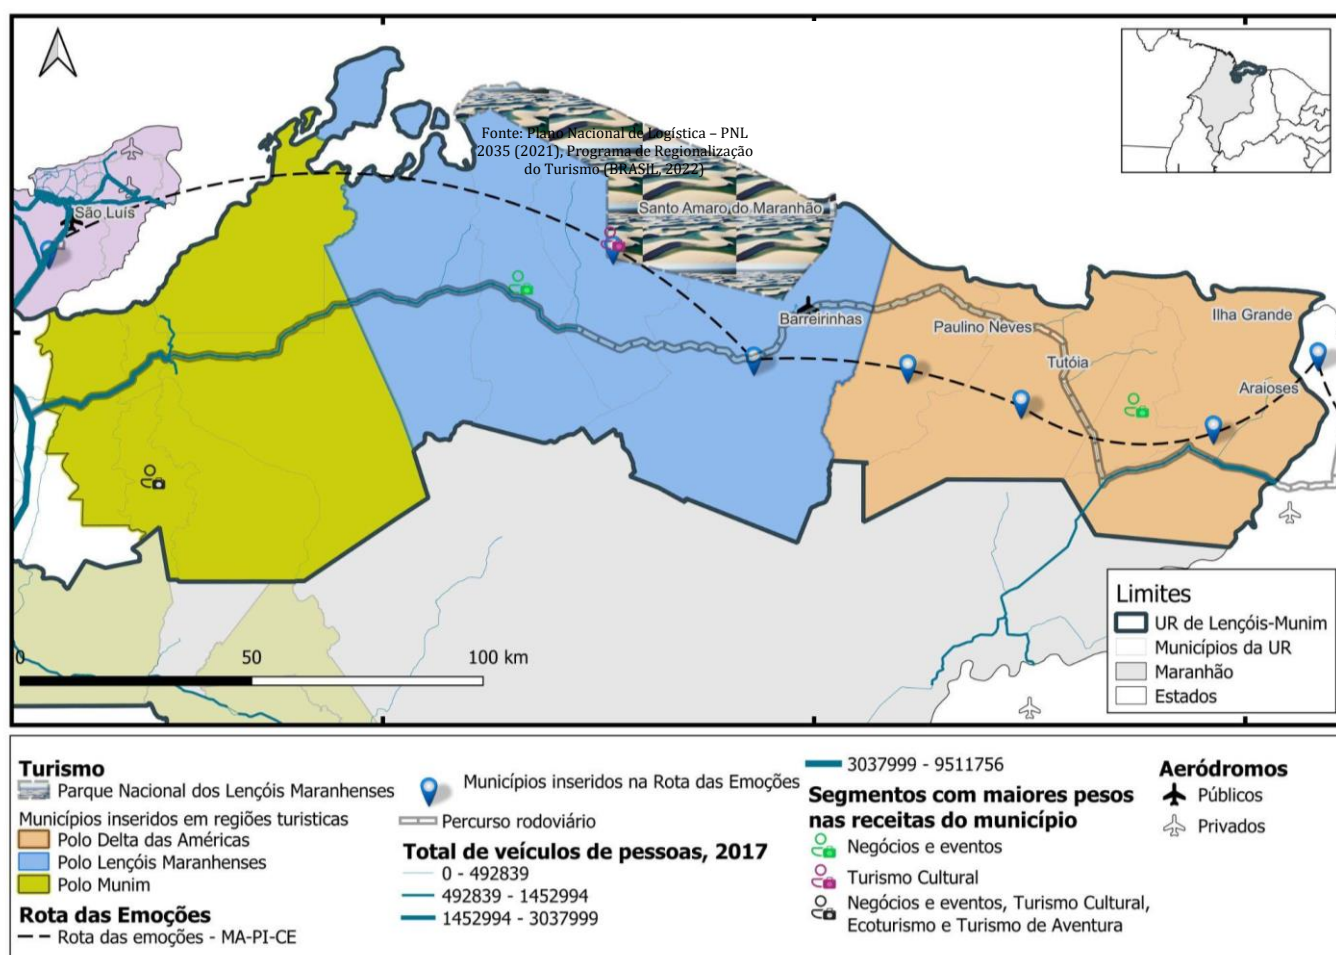 Fonte: Plano Nacional de Logística – PNL
2035 (2021), Programa de Regionalização
do Turismo (BRASIL, 2022)
São Luís
Santo Amaro do Maranhão
Barreirinhas
Paulino Neves
Tutóia
Ilha Grande
Araioses
0 50 100 km
Limites
UR de Lençóis-Munim
Municípios da UR
Maranhão
Estados
Turismo
Parque Nacional dos Lençóis Maranhenses
Municípios inseridos em regiões turisticas
Polo Delta das Américas
Polo Lençóis Maranhenses
Polo Munim
Rota das Emoções
Rota das emoções - MA-PI-CE
Municípios inseridos na Rota das Emoções
Percurso rodoviário
Total de veículos de pessoas, 2017
0 - 492839
492839 - 1452994
1452994 - 3037999
3037999 - 9511756
Segmentos com maiores pesos
nas receitas do município
Negócios e eventos
Turismo Cultural
Negócios e eventos, Turismo Cultural,
Ecoturismo e Turismo de Aventura
Aeródromos
Públicos
Privados